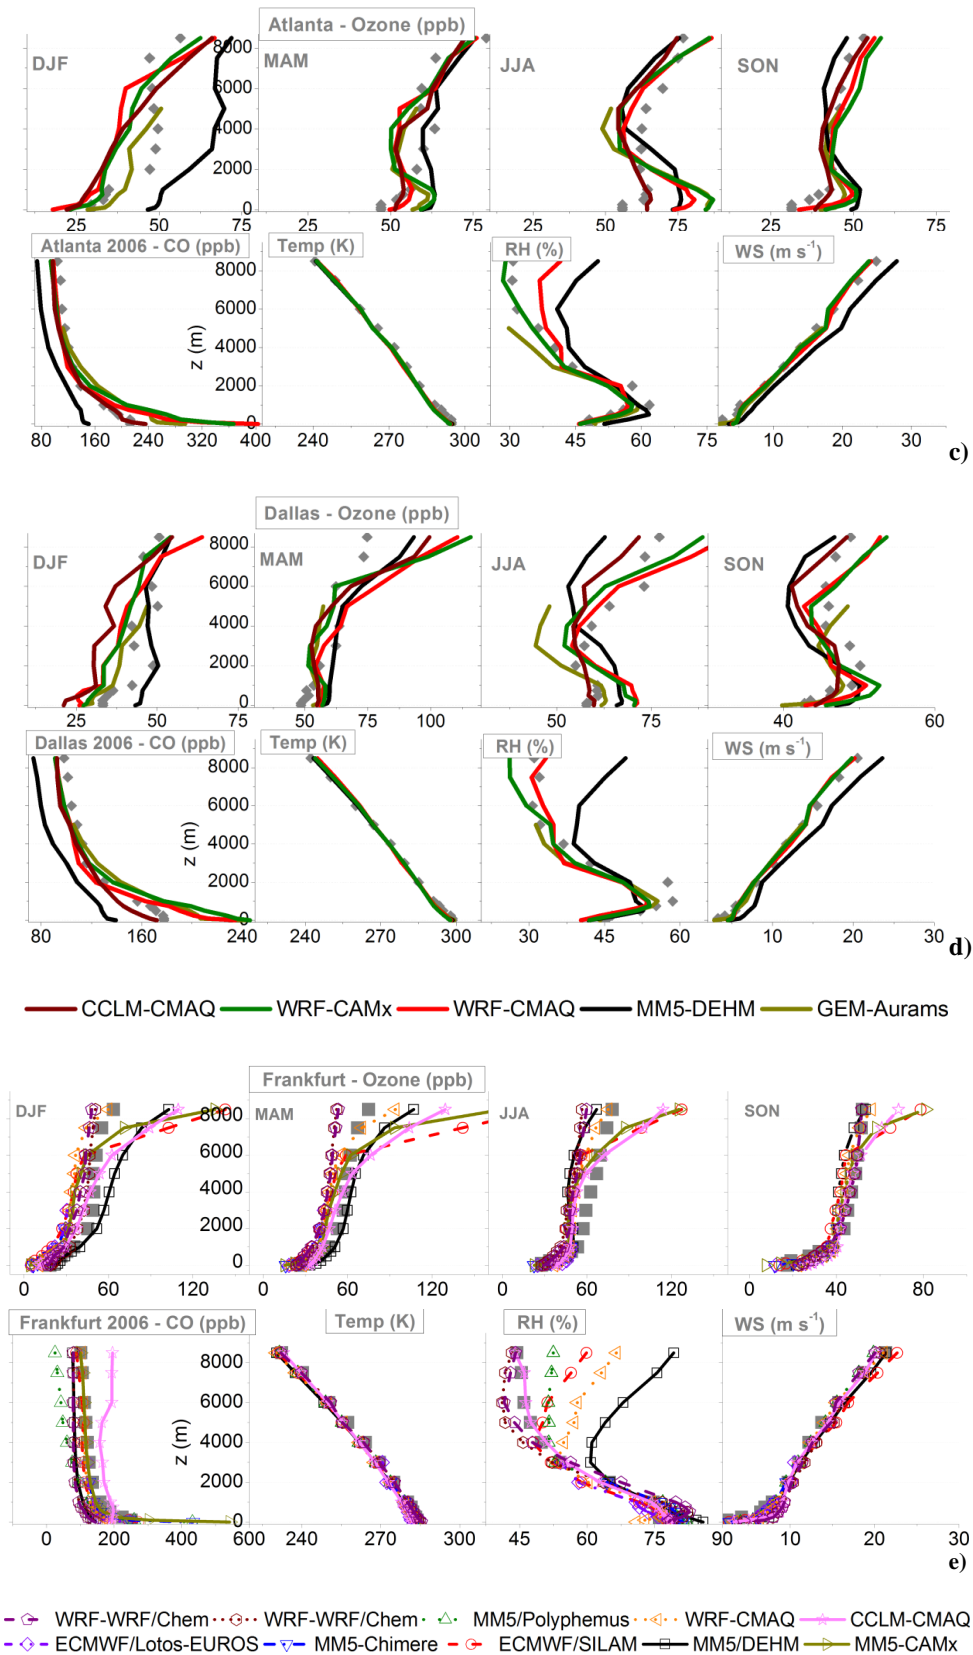 Atlanta - Ozone (ppb)
DJF
MAM
JJA
SON
8000
6000
4000
2000
0
25 50 75
50 75
50 75
25 50 75
Atlanta 2006 - CO (ppb)
Temp (K)
RH (%)
WS (m s⁻¹)
z (m)
8000
6000
4000
2000
0
80 160 240 320 400
240 270 300
30 45 60 75
10 20 30
c)
Dallas - Ozone (ppb)
DJF
MAM
JJA
SON
8000
6000
4000
2000
0
25 50 75
50 75 100
50 75
40 60
Dallas 2006 - CO (ppb)
Temp (K)
RH (%)
WS (m s⁻¹)
z (m)
8000
6000
4000
2000
0
80 160 240
240 270 300
30 45 60
10 20 30
d)
CCLM-CMAQ WRF-CAMx WRF-CMAQ MM5-DEHM GEM-Aurams
Frankfurt - Ozone (ppb)
DJF
MAM
JJA
SON
8000
6000
4000
2000
0
0 60 120
0 60 120
0 60 120
0 40 80
Frankfurt 2006 - CO (ppb)
Temp (K)
RH (%)
WS (m s⁻¹)
z (m)
8000
6000
4000
2000
0
0 200 400 600
240 270 300
45 60 75 90
10 20 30
e)
WRF-WRF/Chem WRF-WRF/Chem MM5/Polyphemus WRF-CMAQ CCLM-CMAQ
ECMWF/Lotos-EUROS MM5-Chimere ECMWF/SILAM MM5/DEHM MM5-CAMx